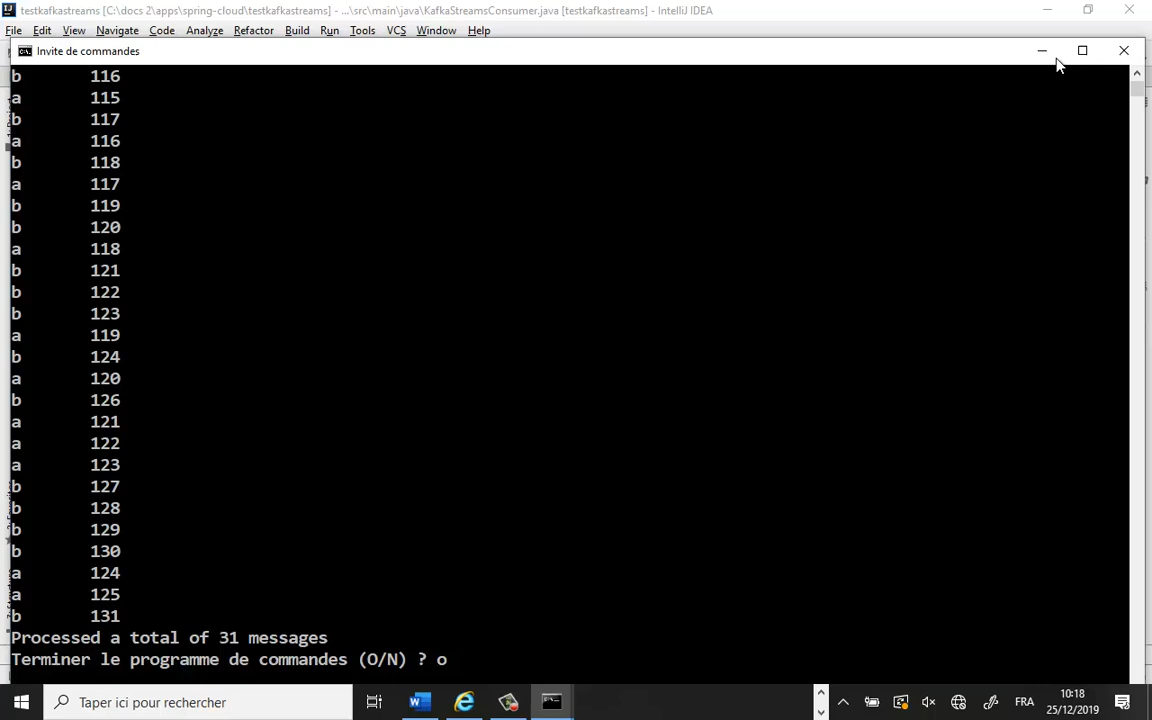 testkafkastreams [C:\docs 2\apps\spring-cloud\testkafkastreams] - ...\src\main\java\KafkaStreamsConsumer.java [testkafkastreams] - IntelliJ IDEA
File Edit View Navigate Code Analyze Refactor Build Run Tools VCS Window Help
Invite de commandes
b 116
a 115
b 117
a 116
b 118
a 117
b 119
b 120
a 118
b 121
b 122
b 123
a 119
b 124
a 120
b 126
a 121
a 122
a 123
b 127
b 128
b 129
b 130
a 124
a 125
b 131
Processed a total of 31 messages
Terminer le programme de commandes (O/N) ? o
Taper ici pour rechercher
FRA
10:18
25/12/2019